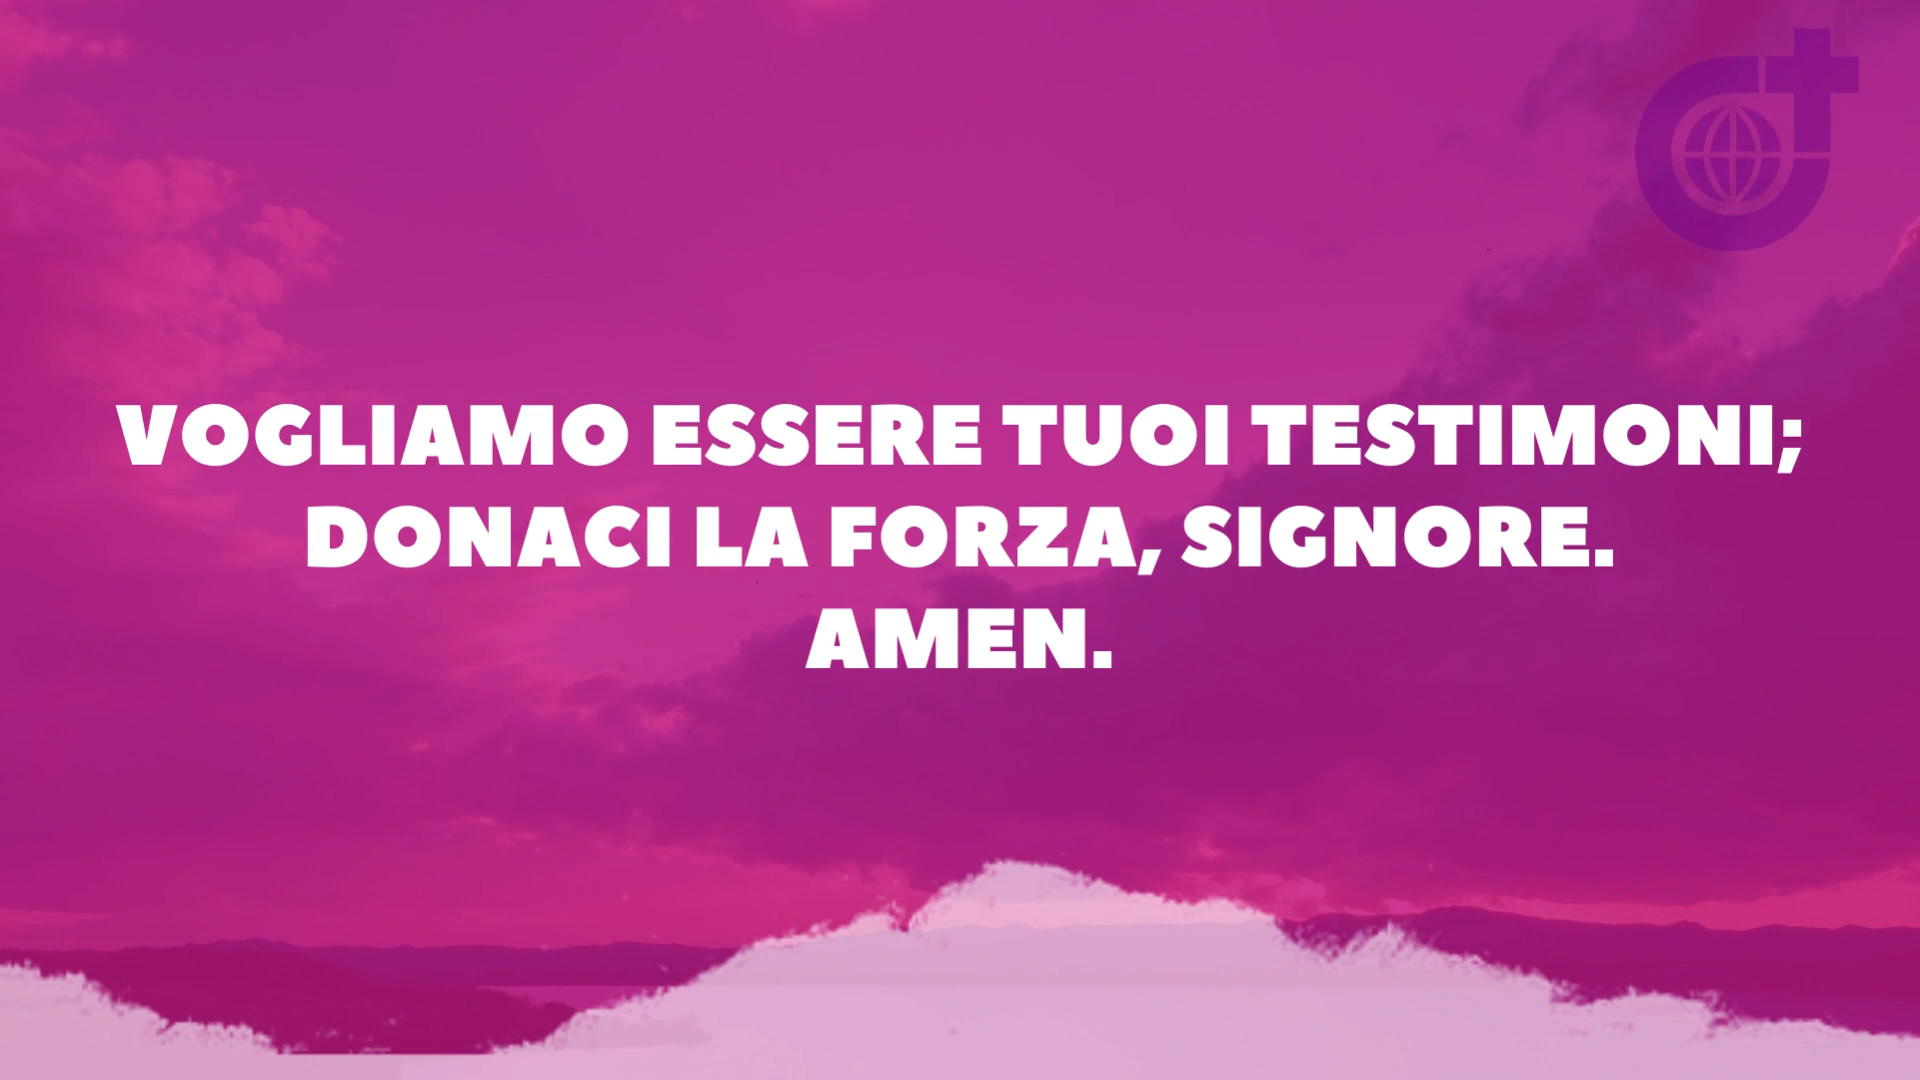 VOGLIAMO ESSERE TUOI TESTIMONI;
DONACI LA FORZA, SIGNORE.
AMEN.